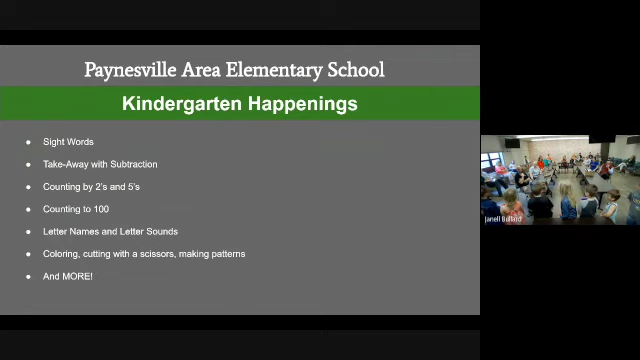 Paynesville Area Elementary School
Kindergarten Happenings
Sight Words
Take-Away with Subtraction
Counting by 2's and 5's
Counting to 100
Letter Names and Letter Sounds
Coloring, cutting with a scissors, making patterns
And MORE!
Janell Bullard